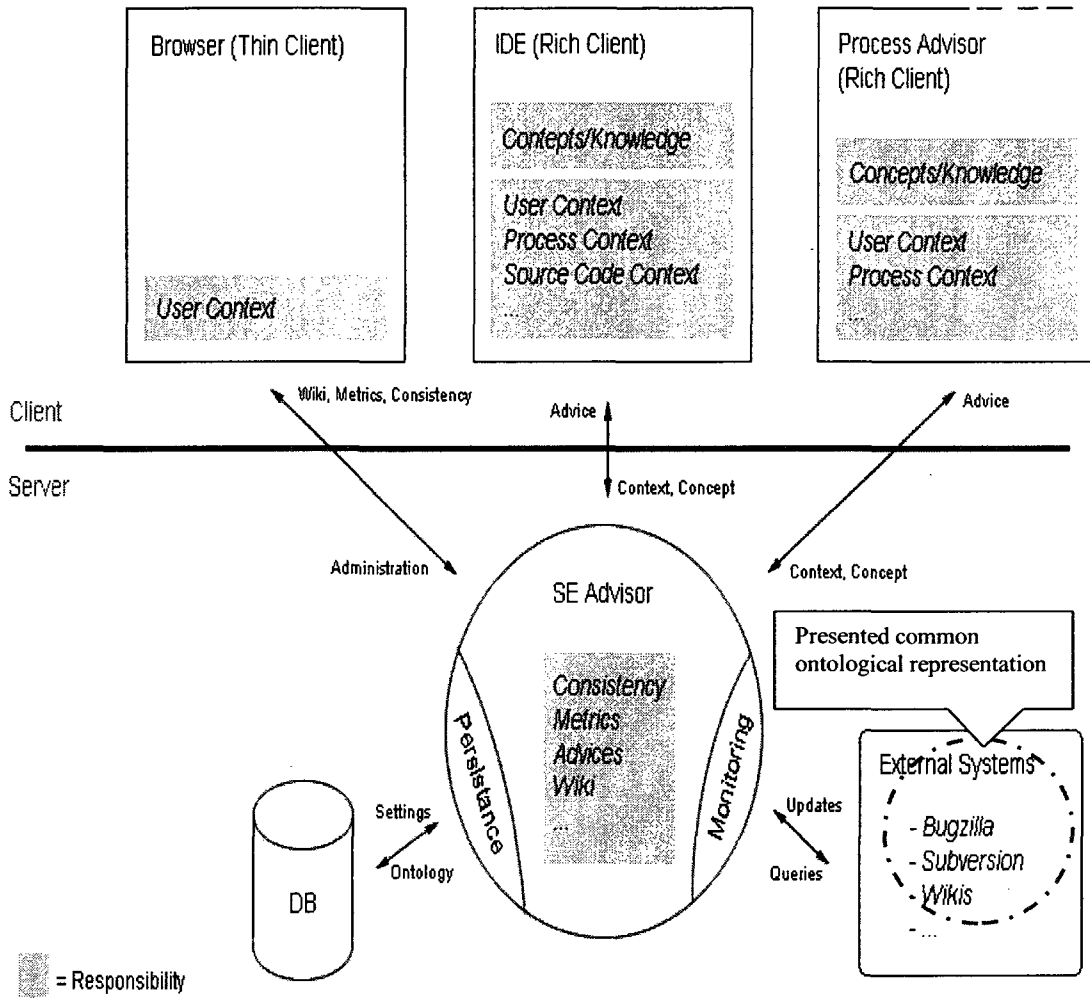 Browser (Thin Client)
User Context
IDE (Rich Client)
Contepts/Knowledge
User Context
Process Context
Source Code Context
...
Process Advisor
(Rich Client)
Concepts/Knowledge
User Context
Process Context
...
Client
Wiki, Metrics, Consistency
Advice
Advice
Server
Administration
Context, Concept
Context, Concept
SE Advisor
Consistency
Metrics
Advices
Wiki
...
Persistance
Monitoring
Presented common
ontological representation
External Systems
- Bugzilla
- Subversion
- Wikis
- ...
Settings
Ontology
Updates
Queries
DB
= Responsibility